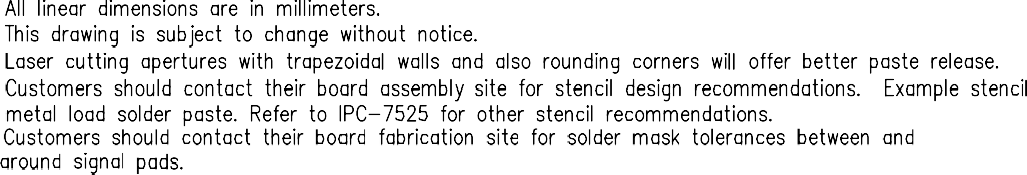 All linear dimensions are in millimeters.
This drawing is subject to change without notice.
Laser cutting apertures with trapezoidal walls and also rounding corners will offer better paste release.
Customers should contact their board assembly site for stencil design recommendations. Example stencil
metal load solder paste. Refer to IPC-7525 for other stencil recommendations.
Customers should contact their board fabrication site for solder mask tolerances between and
around signal pads.